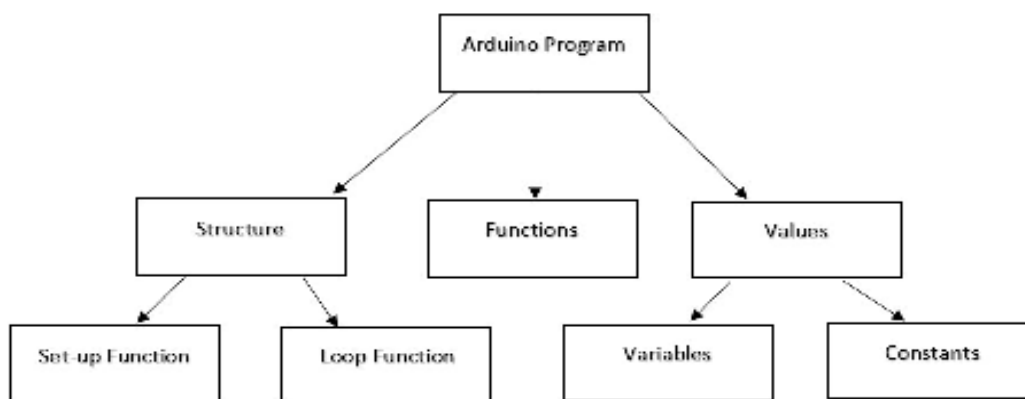 Arduino Program
Structure
Functions
Values
Set-up Function
Loop Function
Variables
Constants